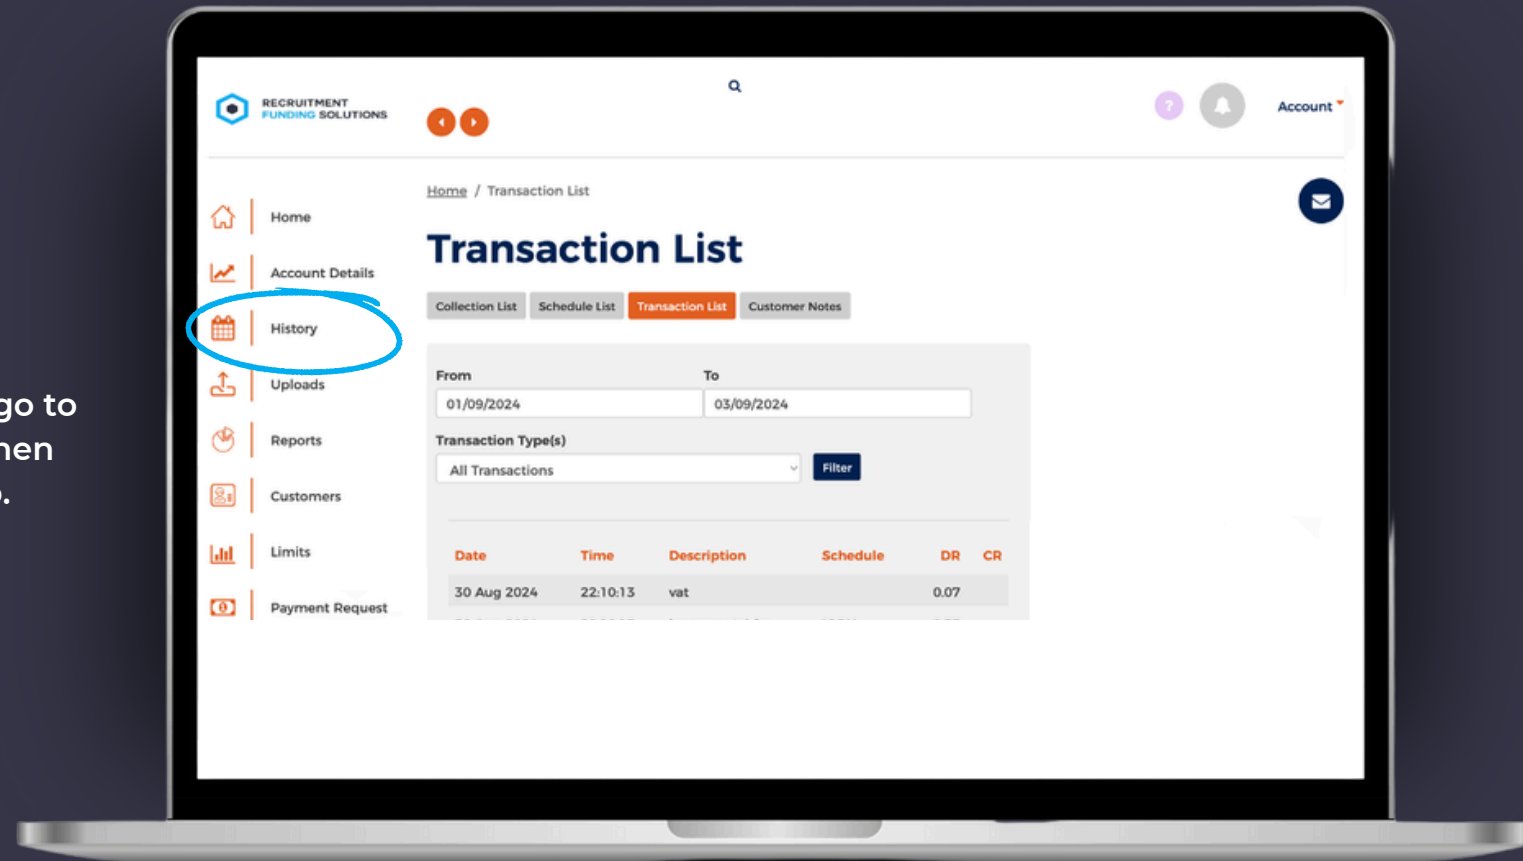 go to
RECRUITMENT
FUNDING SOLUTIONS
?
Account
Home
Account Details
History
Uploads
Reports
Customers
Limits
Payment Request
Home / Transaction List
Transaction List
Collection List Schedule List Transaction List Customer Notes
From To
01/09/2024 03/09/2024
Transaction Type(s)
All Transactions Filter
Date Time Description Schedule DR CR
30 Aug 2024 22:10:13 vat 0.07